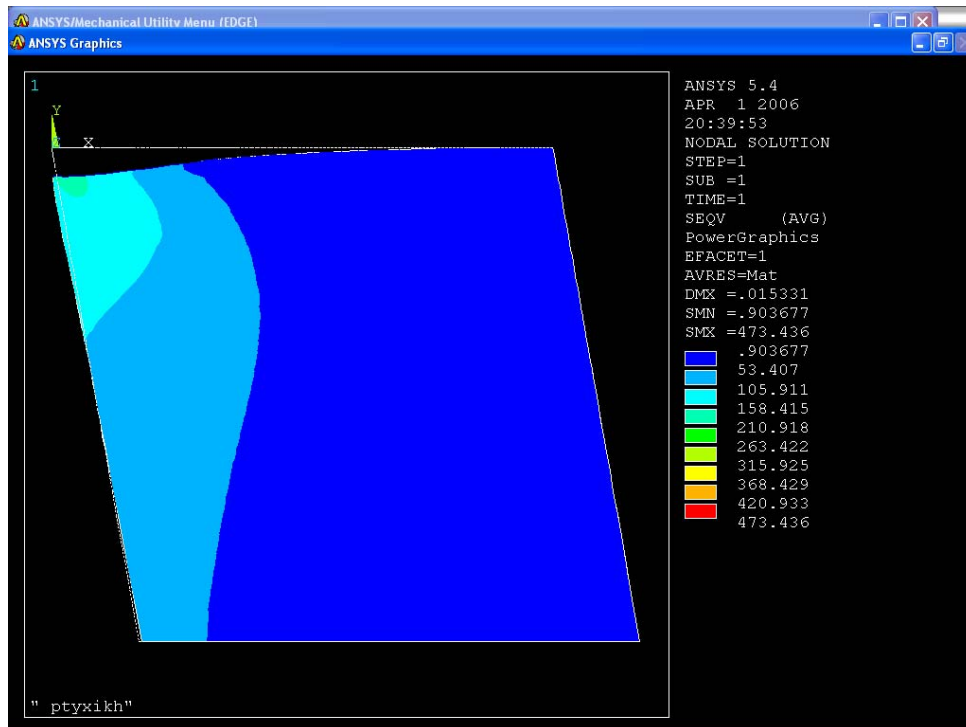 ANSYS/Mechanical Utility Menu (EDGE)
ANSYS Graphics
1
Y
X
ANSYS 5.4
APR 1 2006
20:39:53
NODAL SOLUTION
STEP=1
SUB =1
TIME=1
SEQV (AVG)
PowerGraphics
EFACET=1
AVRES=Mat
DMX =.015331
SMN =.903677
SMX =473.436
.903677
53.407
105.911
158.415
210.918
263.422
315.925
368.429
420.933
473.436
" ptyxikh"